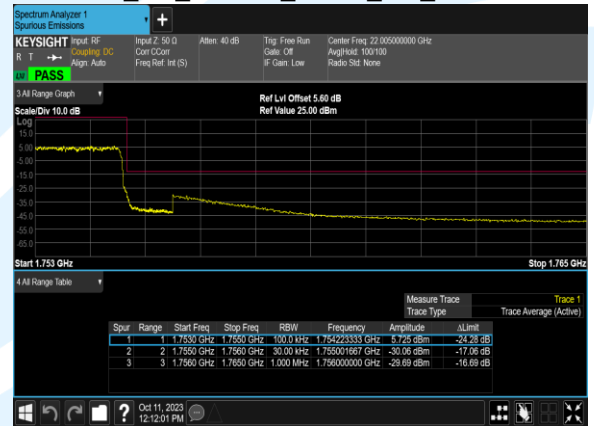 Spectrum Analyzer 1
Spurious Emissions
KEYSIGHT Input: RF Input Z: 50 Ω Atten: 40 dB Trig: Free Run Center Freq: 22.005000000 GHz
R T Coupling: DC Corr CCorr Gate: Off Avg|Hold: 100/100
Align: Auto Freq Ref: Int (S) IF Gain: Low Radio Std: None
PASS
3 All Range Graph
Ref Lvl Offset 5.60 dB
Scale/Div 10.0 dB Ref Value 25.00 dBm
Log
15.0
5.00
-5.00
-15.0
-25.0
-35.0
-45.0
-55.0
-65.0
Start 1.753 GHz Stop 1.765 GHz
4 All Range Table
Measure Trace Trace 1
Trace Type Trace Average (Active)
Spur Range Start Freq Stop Freq RBW Frequency Amplitude ΔLimit
1 1 1.7530 GHz 1.7550 GHz 100.0 kHz 1.754223333 GHz 5.725 dBm -24.28 dB
2 2 1.7550 GHz 1.7560 GHz 30.00 kHz 1.755001667 GHz -30.06 dBm -17.06 dB
3 3 1.7560 GHz 1.7650 GHz 1.000 MHz 1.756000000 GHz -29.69 dBm -16.69 dB
Oct 11, 2023
12:12:01 PM